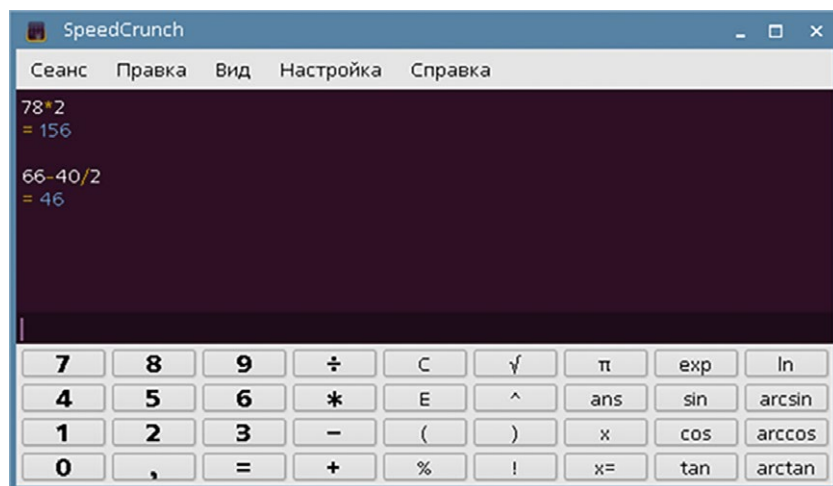 SpeedCrunch
Сеанс Правка Вид Настройка Справка
78*2
= 156
66-40/2
= 46
7 8 9 ÷ C √ π exp ln
4 5 6 * E ^ ans sin arcsin
1 2 3 − ( ) x cos arccos
0 , = + % ! x= tan arctan